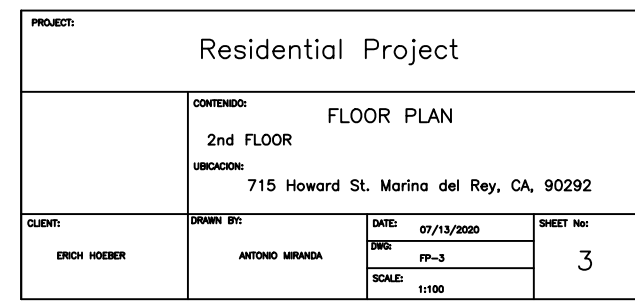 PROJECT:
Residential Project
CONTENIDO:
FLOOR PLAN
2nd FLOOR
UBICACION:
715 Howard St. Marina del Rey, CA, 90292
CLIENT:
ERICH HOEBER
DRAWN BY:
ANTONIO MIRANDA
DATE:
07/13/2020
DWG:
FP-3
SCALE:
1:100
SHEET No:
3